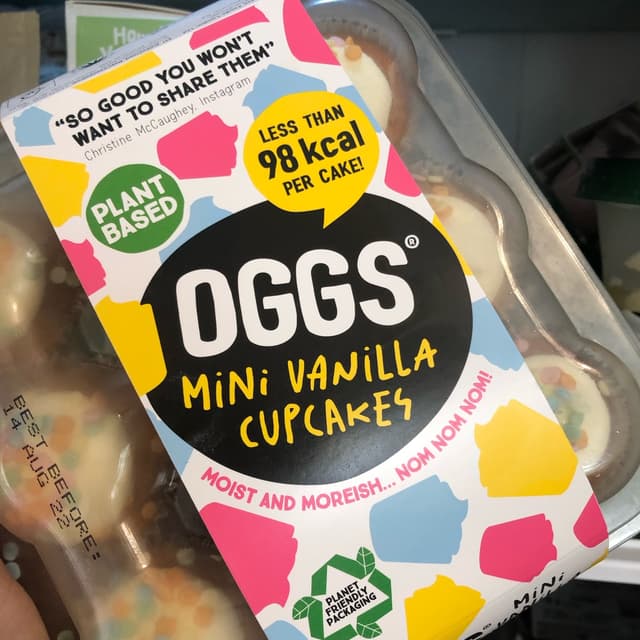 "SO GOOD YOU WON'T
WANT TO SHARE THEM"
Christine McCaughey, Instagram
LESS THAN
98 kcal
PER CAKE!
PLANT
BASED
OGGS®
MiNi VANiLLA
CUPCAKES
MOIST AND MOREISH... NOM NOM NOM!
BEST BEFORE:
14 AUG 22
PLANET
FRIENDLY
PACKAGING
MiNi